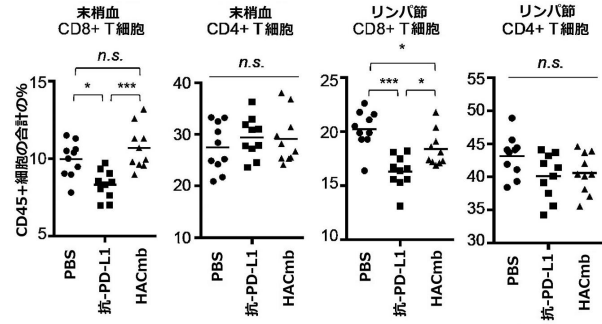 末梢血
CD8+ T細胞
末梢血
CD4+ T細胞
リンパ節
CD8+ T細胞
リンパ節
CD4+ T細胞
CD45+細胞の合計の%
n.s.
*
***
15
10
5
PBS
抗-PD-L1
HACmb
n.s.
40
30
20
10
PBS
抗-PD-L1
HACmb
*
***
*
25
20
15
10
PBS
抗-PD-L1
HACmb
n.s.
55
50
45
40
35
30
PBS
抗-PD-L1
HACmb